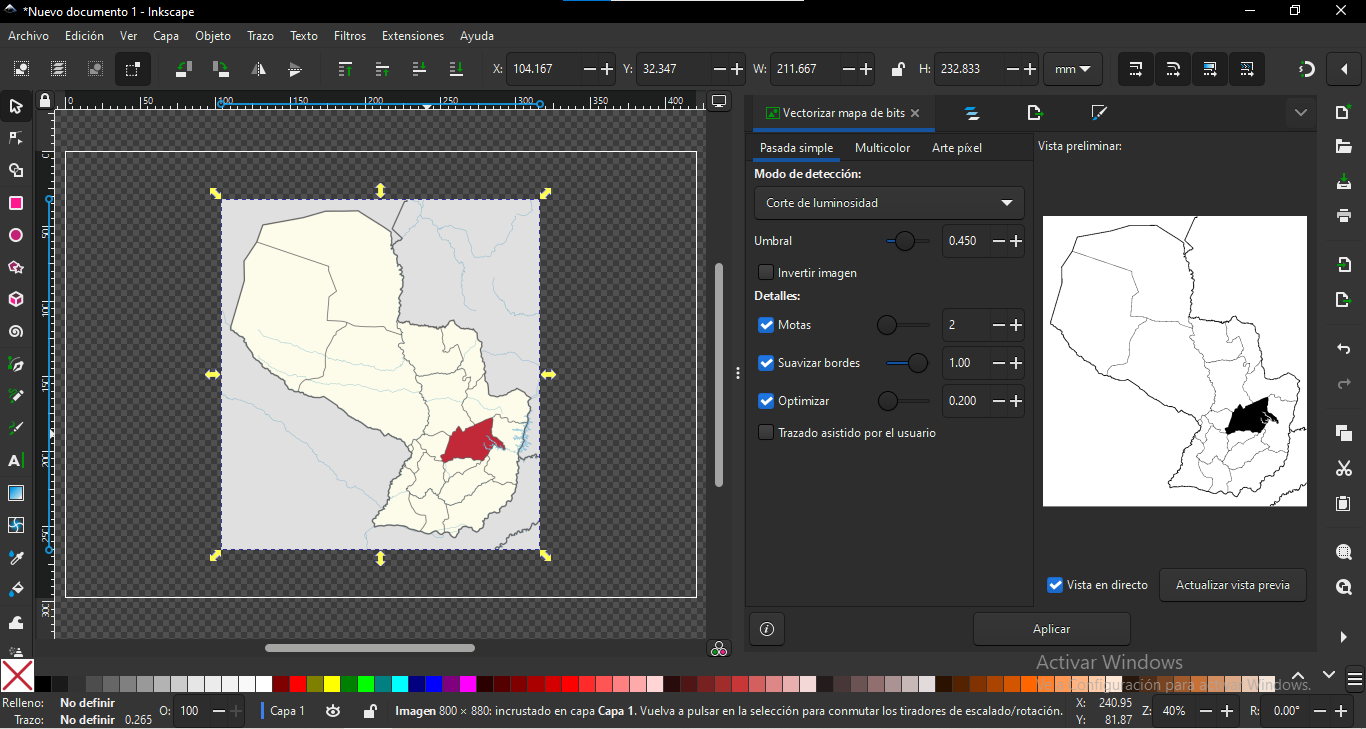 *Nuevo documento 1 - Inkscape
Archivo Edición Ver Capa Objeto Trazo Texto Filtros Extensiones Ayuda
X: 104.167 Y: 32.347 W: 211.667 H: 232.833 mm
0 50 100 150 200 250 300 350 400
Vectorizar mapa de bits
Pasada simple Multicolor Arte píxel
Vista preliminar:
Modo de detección:
Corte de luminosidad
Umbral 0.450
Invertir imagen
Detalles:
Motas 2
Suavizar bordes 1.00
Optimizar 0.200
Trazado asistido por el usuario
Vista en directo Actualizar vista previa
Aplicar
Activar Windows
configuración para activar Windows.
Relleno: No definir
Trazo: No definir 0.265
O: 100
Capa 1
Imagen 800 × 880: incrustado en capa Capa 1. Vuelva a pulsar en la selección para conmutar los tiradores de escalado/rotación.
X: 240.95
Y: 81.87
Z: 40%
R: 0.00°